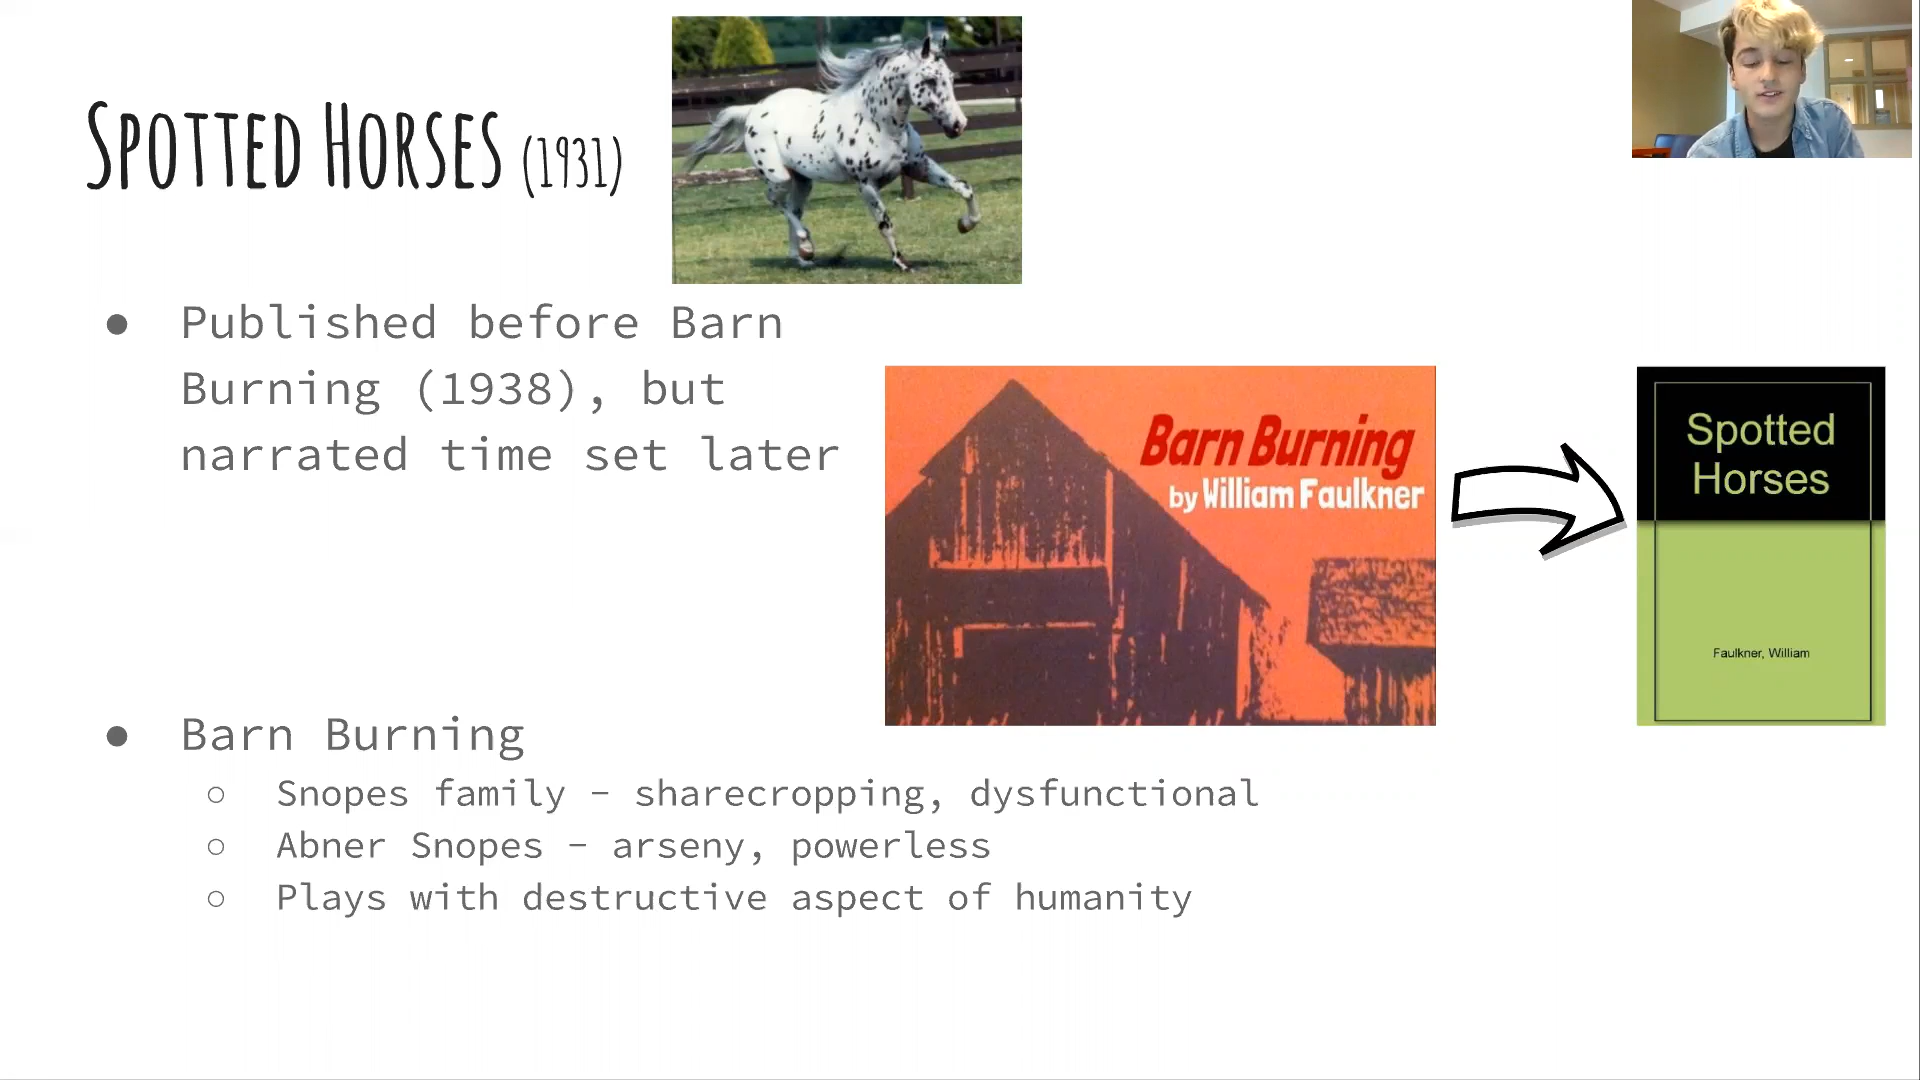 Spotted Horses (1931)
● Published before Barn
Burning (1938), but
narrated time set later
Barn Burning
by William Faulkner
Spotted
Horses
Faulkner, William
● Barn Burning
○ Snopes family - sharecropping, dysfunctional
○ Abner Snopes - arseny, powerless
○ Plays with destructive aspect of humanity